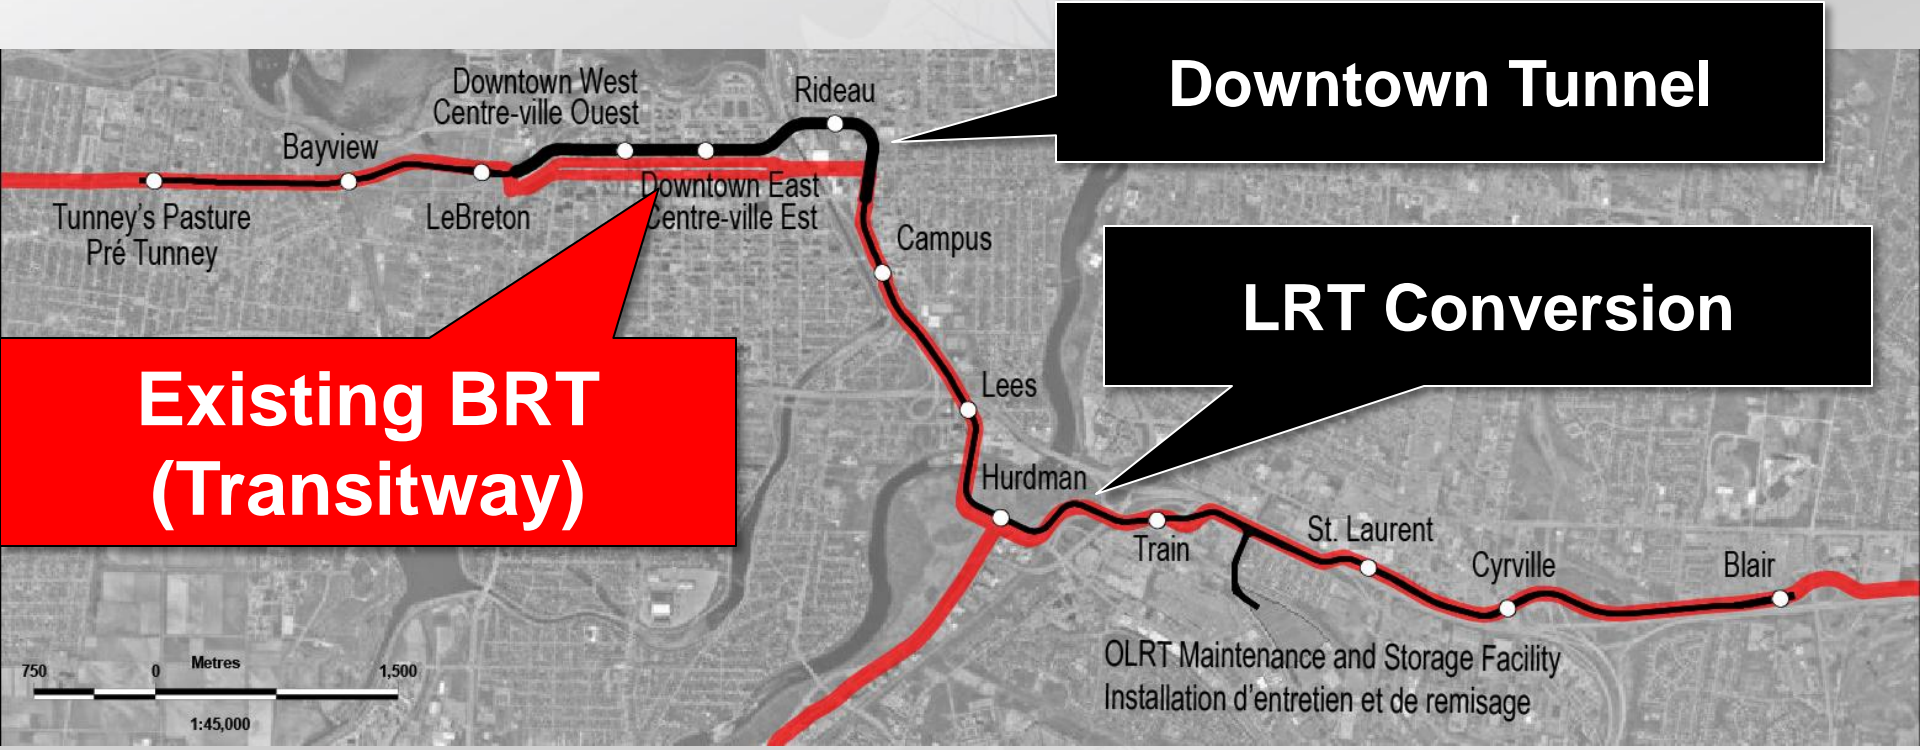 Downtown Tunnel
Downtown West
Centre-ville Ouest
Rideau
Bayview
Downtown East
Centre-ville Est
Tunney's Pasture
Pré Tunney
LeBreton
Campus
LRT Conversion
Existing BRT
(Transitway)
Lees
Hurdman
Train
St. Laurent
Cyrville
Blair
OLRT Maintenance and Storage Facility
Installation d'entretien et de remisage
750 0 Metres 1,500
1:45,000